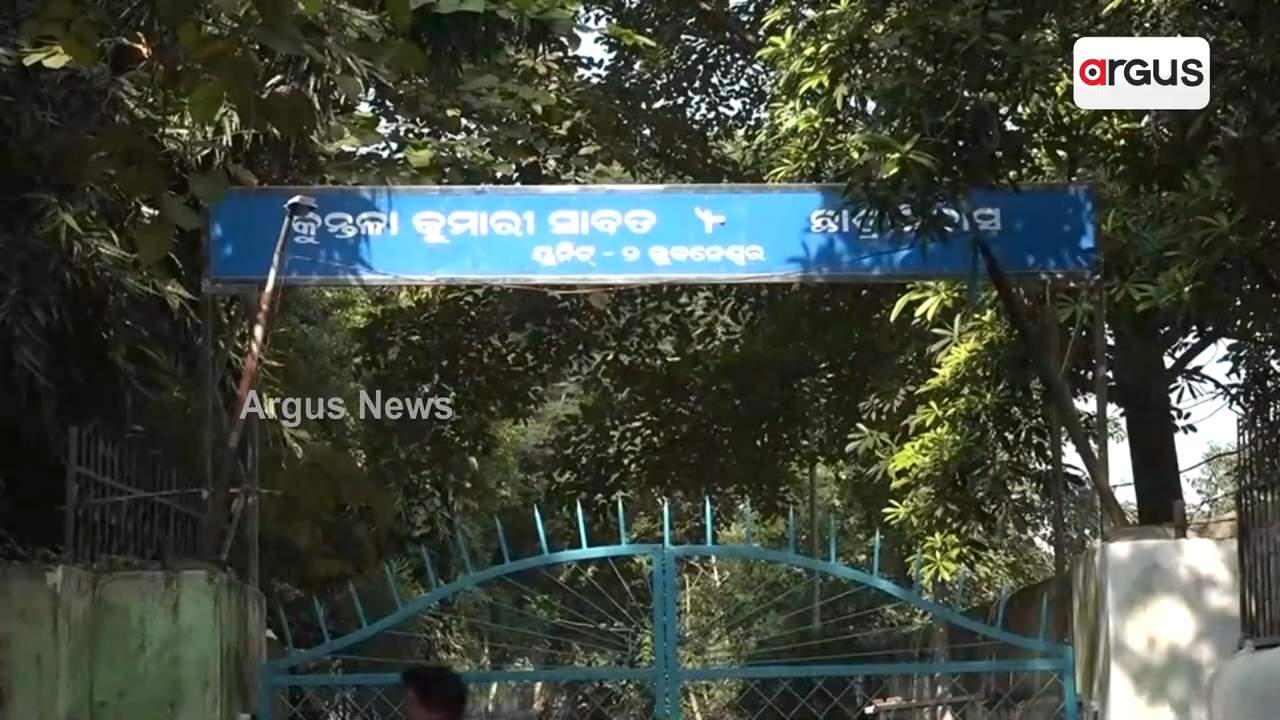 argus
କୁନ୍ତଳା କୁମାରୀ ସାବତ
ୟୁନିଟ୍ - ୨ ଭୁବନେଶ୍ୱର
Argus News